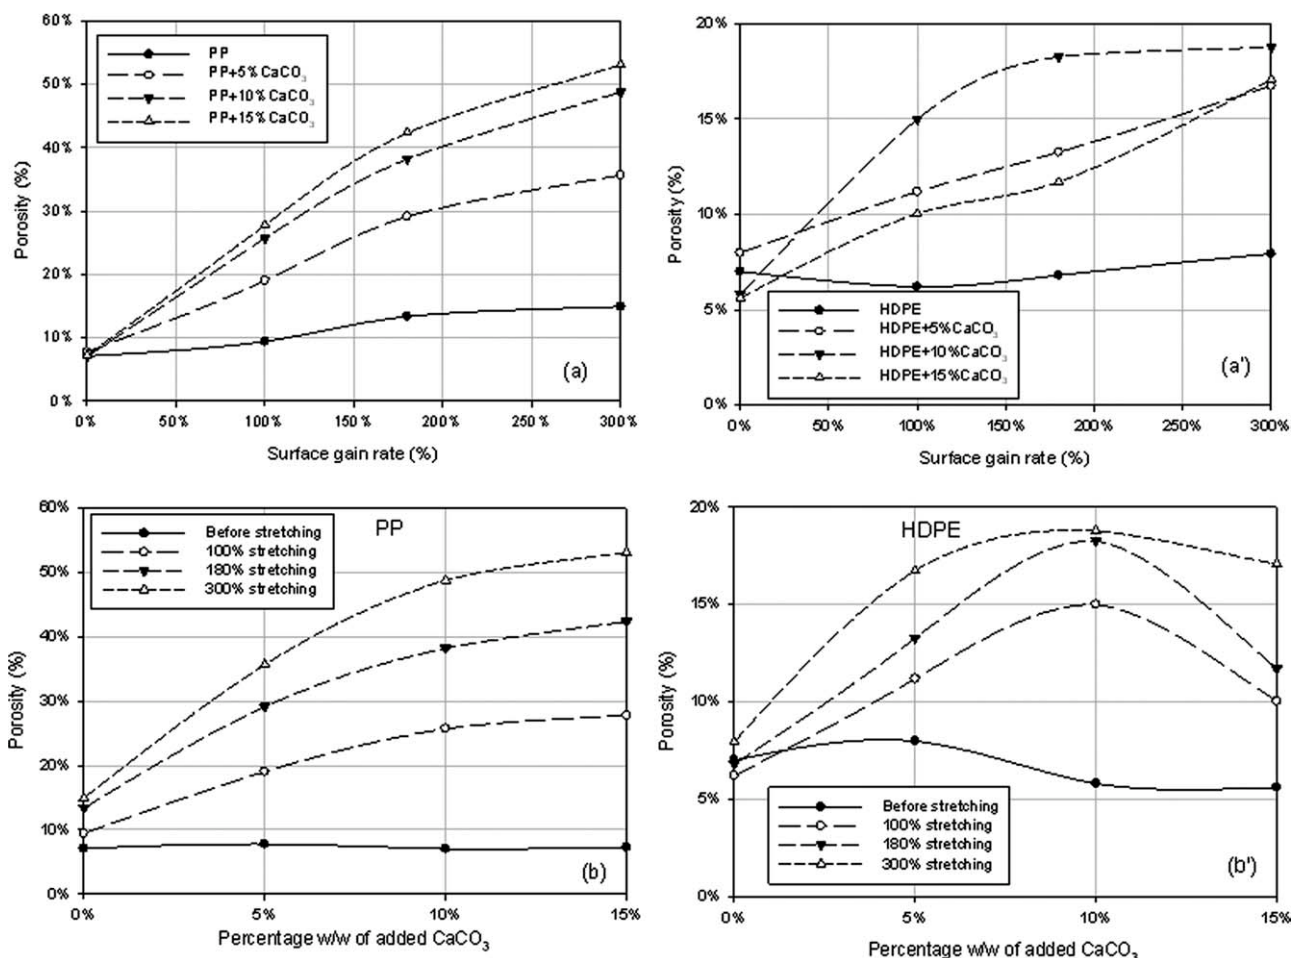 60%
50%
40%
30%
20%
10%
0%
Porosity (%)
PP
PP+5%CaCO3
PP+10%CaCO3
PP+15%CaCO3
(a)
0% 50% 100% 150% 200% 250% 300%
Surface gain rate (%)
20%
15%
10%
5%
0%
Porosity (%)
HDPE
HDPE+5%CaCO3
HDPE+10%CaCO3
HDPE+15%CaCO3
(a')
0% 50% 100% 150% 200% 250% 300%
Surface gain rate (%)
60%
50%
40%
30%
20%
10%
0%
Porosity (%)
Before stretching
100% stretching
180% stretching
300% stretching
PP
(b)
0% 5% 10% 15%
Percentage w/w of added CaCO3
20%
15%
10%
5%
0%
Porosity (%)
HDPE
Before stretching
100% stretching
180% stretching
300% stretching
(b')
0% 5% 10% 15%
Percentage w/w of added CaCO3